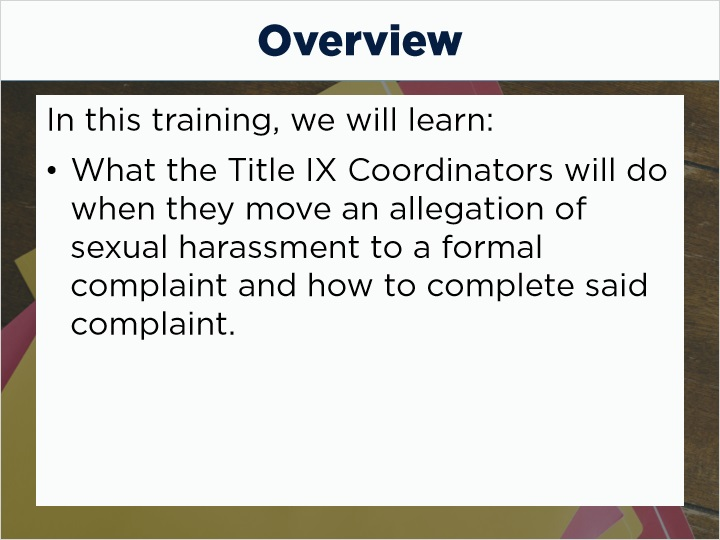 Overview
In this training, we will learn:
• What the Title IX Coordinators will do
when they move an allegation of
sexual harassment to a formal
complaint and how to complete said
complaint.